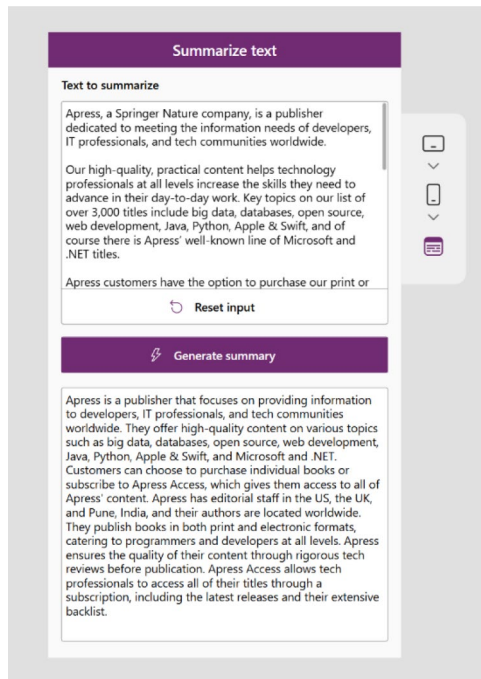 Summarize text
Text to summarize
Apress, a Springer Nature company, is a publisher
dedicated to meeting the information needs of developers,
IT professionals, and tech communities worldwide.
Our high-quality, practical content helps technology
professionals at all levels increase the skills they need to
advance in their day-to-day work. Key topics on our list of
over 3,000 titles include big data, databases, open source,
web development, Java, Python, Apple & Swift, and of
course there is Apress’ well-known line of Microsoft and
.NET titles.
Apress customers have the option to purchase our print or
Reset input
Generate summary
Apress is a publisher that focuses on providing information
to developers, IT professionals, and tech communities
worldwide. They offer high-quality content on various topics
such as big data, databases, open source, web development,
Java, Python, Apple & Swift, and Microsoft and .NET.
Customers can choose to purchase individual books or
subscribe to Apress Access, which gives them access to all of
Apress' content. Apress has editorial staff in the US, the UK,
and Pune, India, and their authors are located worldwide.
They publish books in both print and electronic formats,
catering to programmers and developers at all levels. Apress
ensures the quality of their content through rigorous tech
reviews before publication. Apress Access allows tech
professionals to access all of their titles through a
subscription, including the latest releases and their extensive
backlist.